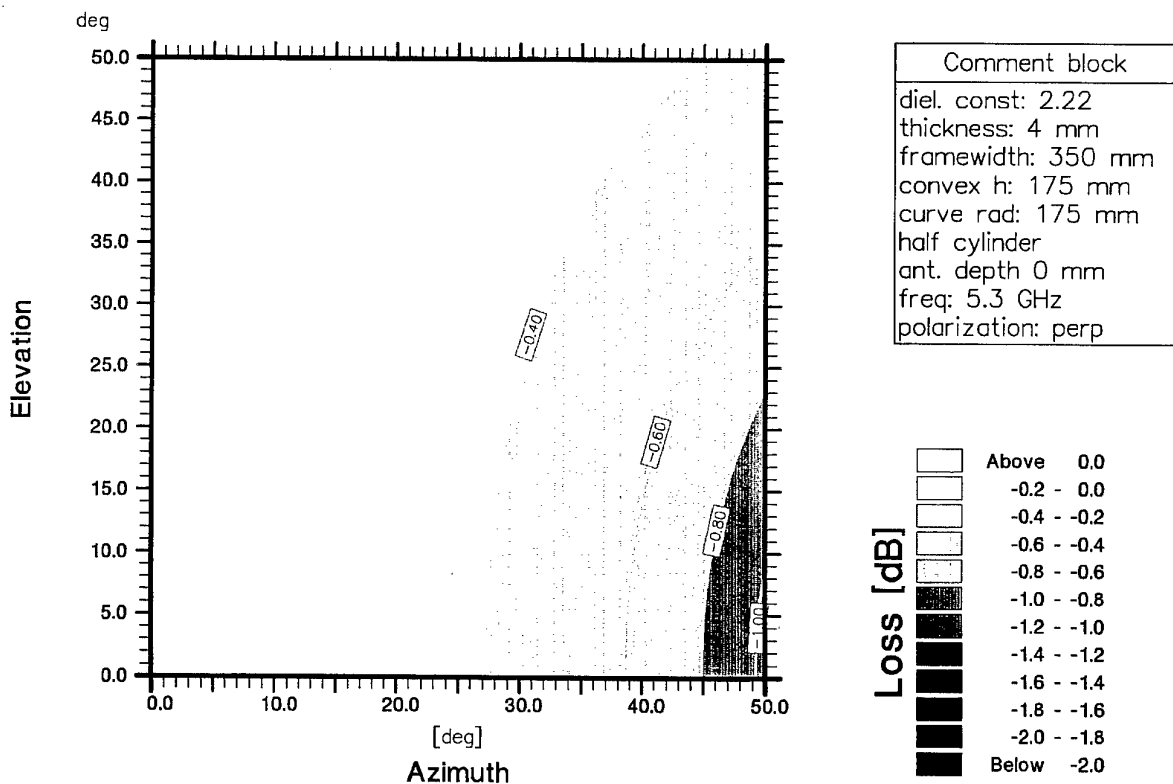 deg
50.0
45.0
40.0
35.0
30.0
25.0
20.0
15.0
10.0
5.0
0.0
Elevation
0.0
10.0
20.0
30.0
40.0
50.0
[deg]
Azimuth
-0.40
-0.60
-0.80
-1.00
Comment block
diel. const: 2.22
thickness: 4 mm
framewidth: 350 mm
convex h: 175 mm
curve rad: 175 mm
half cylinder
ant. depth 0 mm
freq: 5.3 GHz
polarization: perp
Loss [dB]
Above 0.0
-0.2 - 0.0
-0.4 - -0.2
-0.6 - -0.4
-0.8 - -0.6
-1.0 - -0.8
-1.2 - -1.0
-1.4 - -1.2
-1.6 - -1.4
-1.8 - -1.6
-2.0 - -1.8
Below -2.0